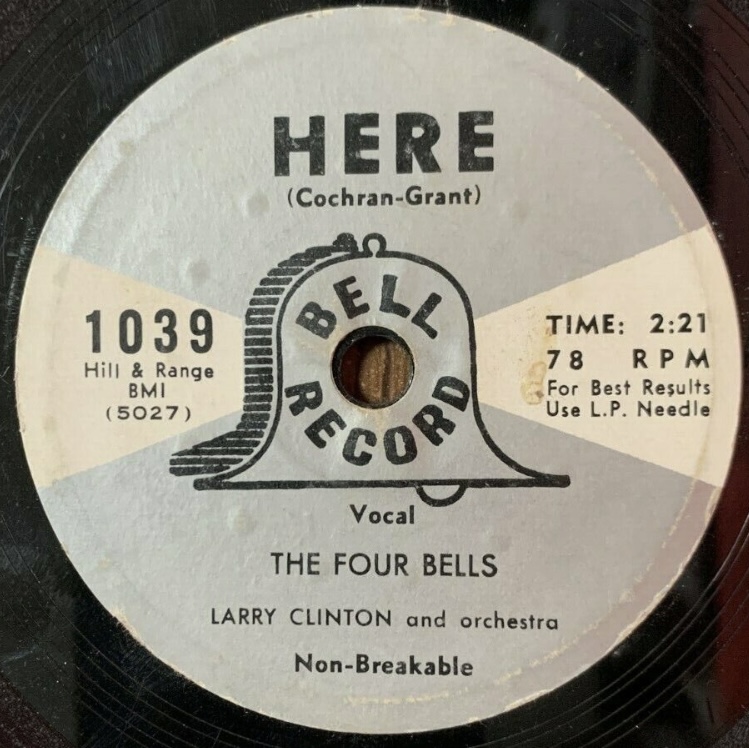 HERE
(Cochran-Grant)
BELL
RECORD
1039
Hill & Range
BMI
(5027)
TIME: 2:21
78 RPM
For Best Results
Use L.P. Needle
Vocal
THE FOUR BELLS
LARRY CLINTON and orchestra
Non-Breakable